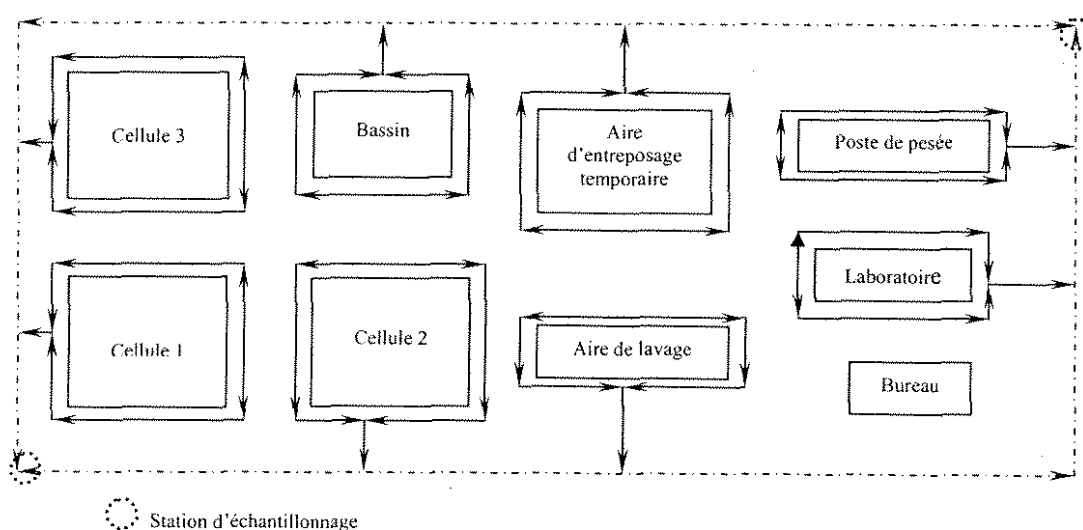 Cellule 3
Bassin
Aire
d'entreposage
temporaire
Poste de pesée
Laboratoire
Cellule 1
Cellule 2
Aire de lavage
Bureau
Station d'échantillonnage